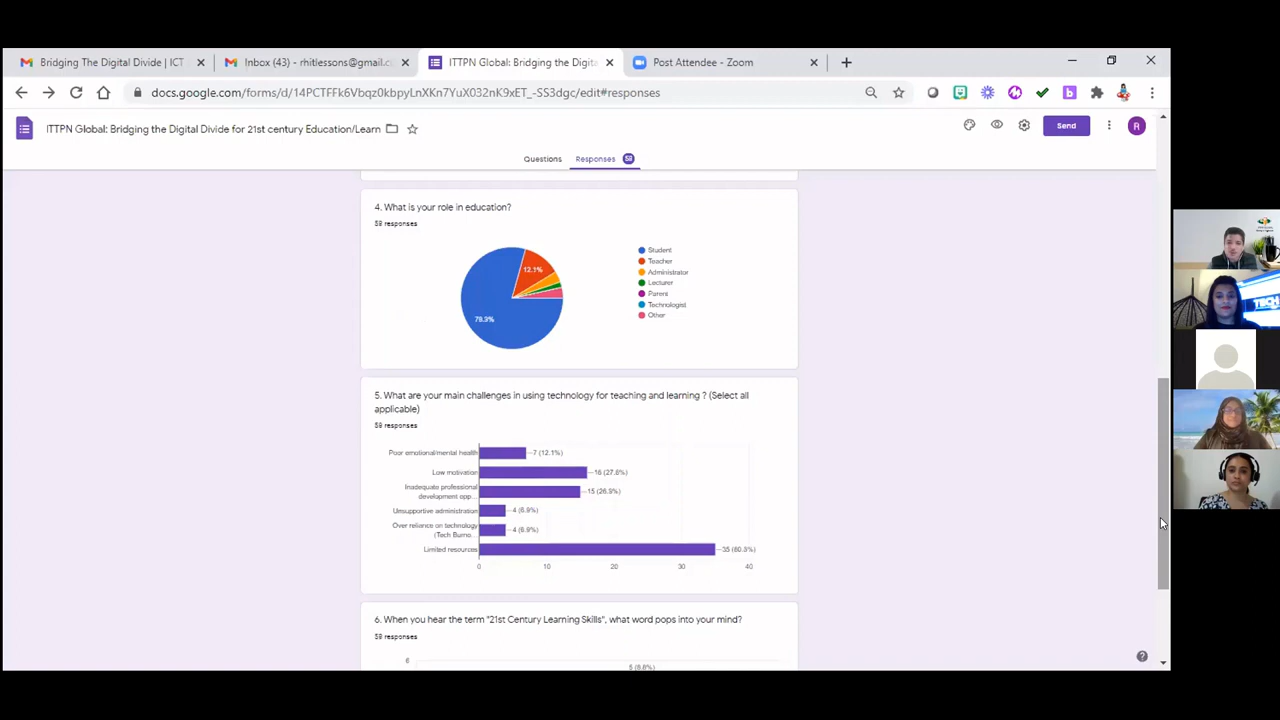 Bridging The Digital Divide | ICT
Inbox (43) - rhitlessons@gmail.c
ITTPN Global: Bridging the Digita
Post Attendee - Zoom
docs.google.com/forms/d/14PCTFFk6Vbqz0kbpyLnXKn7YuX032nK9xET_-SS3dgc/edit#responses
ITTPN Global: Bridging the Digital Divide for 21st century Education/Learn
Send
R
Questions
Responses 58
4. What is your role in education?
58 responses
12.1%
79.3%
Student
Teacher
Administrator
Lecturer
Parent
Technologist
Other
5. What are your main challenges in using technology for teaching and learning ? (Select all
applicable)
58 responses
Poor emotional/mental health
7 (12.1%)
Low motivation
16 (27.6%)
Inadequate professional
development opp...
15 (25.9%)
Unsupportive administration
4 (6.9%)
Over reliance on technology
(Tech Burno...
4 (6.9%)
Limited resources
35 (60.3%)
0 10 20 30 40
6. When you hear the term "21st Century Learning Skills", what word pops into your mind?
58 responses
6
5 (8.6%)
TECH